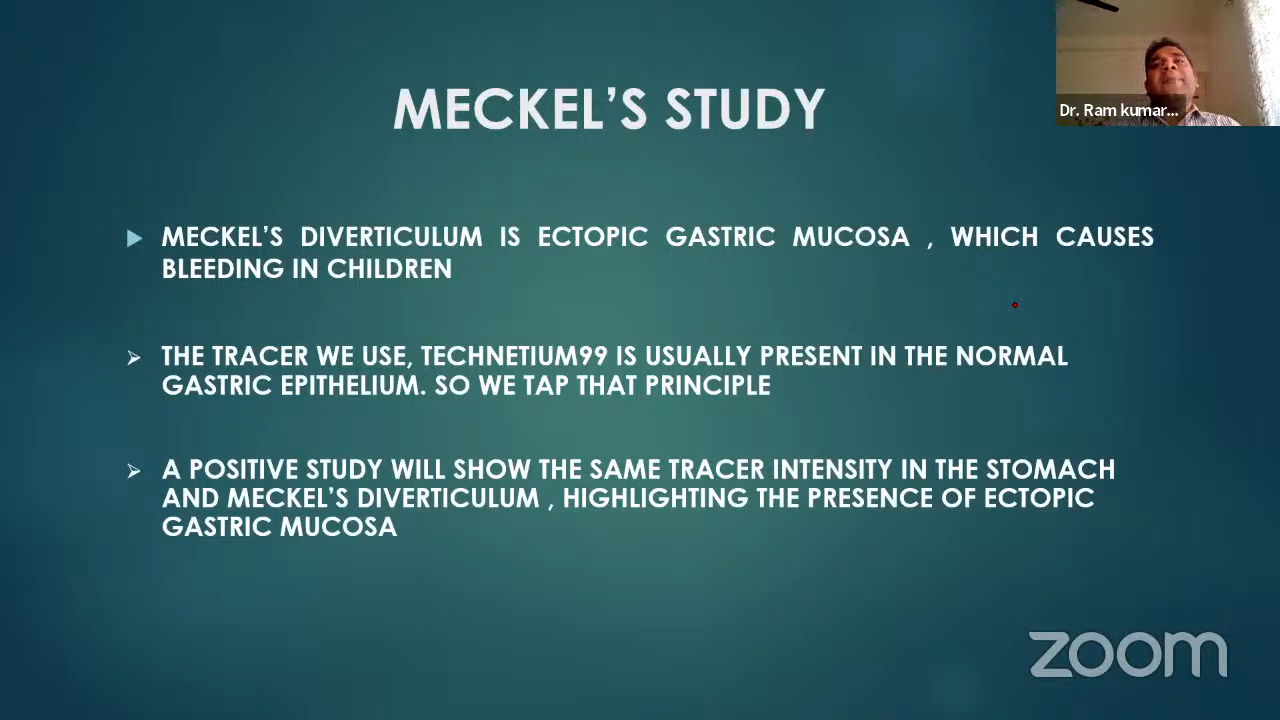 MECKEL'S STUDY
Dr. Ram kumar...
MECKEL'S DIVERTICULUM IS ECTOPIC GASTRIC MUCOSA , WHICH CAUSES
BLEEDING IN CHILDREN
THE TRACER WE USE, TECHNETIUM99 IS USUALLY PRESENT IN THE NORMAL
GASTRIC EPITHELIUM. SO WE TAP THAT PRINCIPLE
A POSITIVE STUDY WILL SHOW THE SAME TRACER INTENSITY IN THE STOMACH
AND MECKEL'S DIVERTICULUM , HIGHLIGHTING THE PRESENCE OF ECTOPIC
GASTRIC MUCOSA
zoom